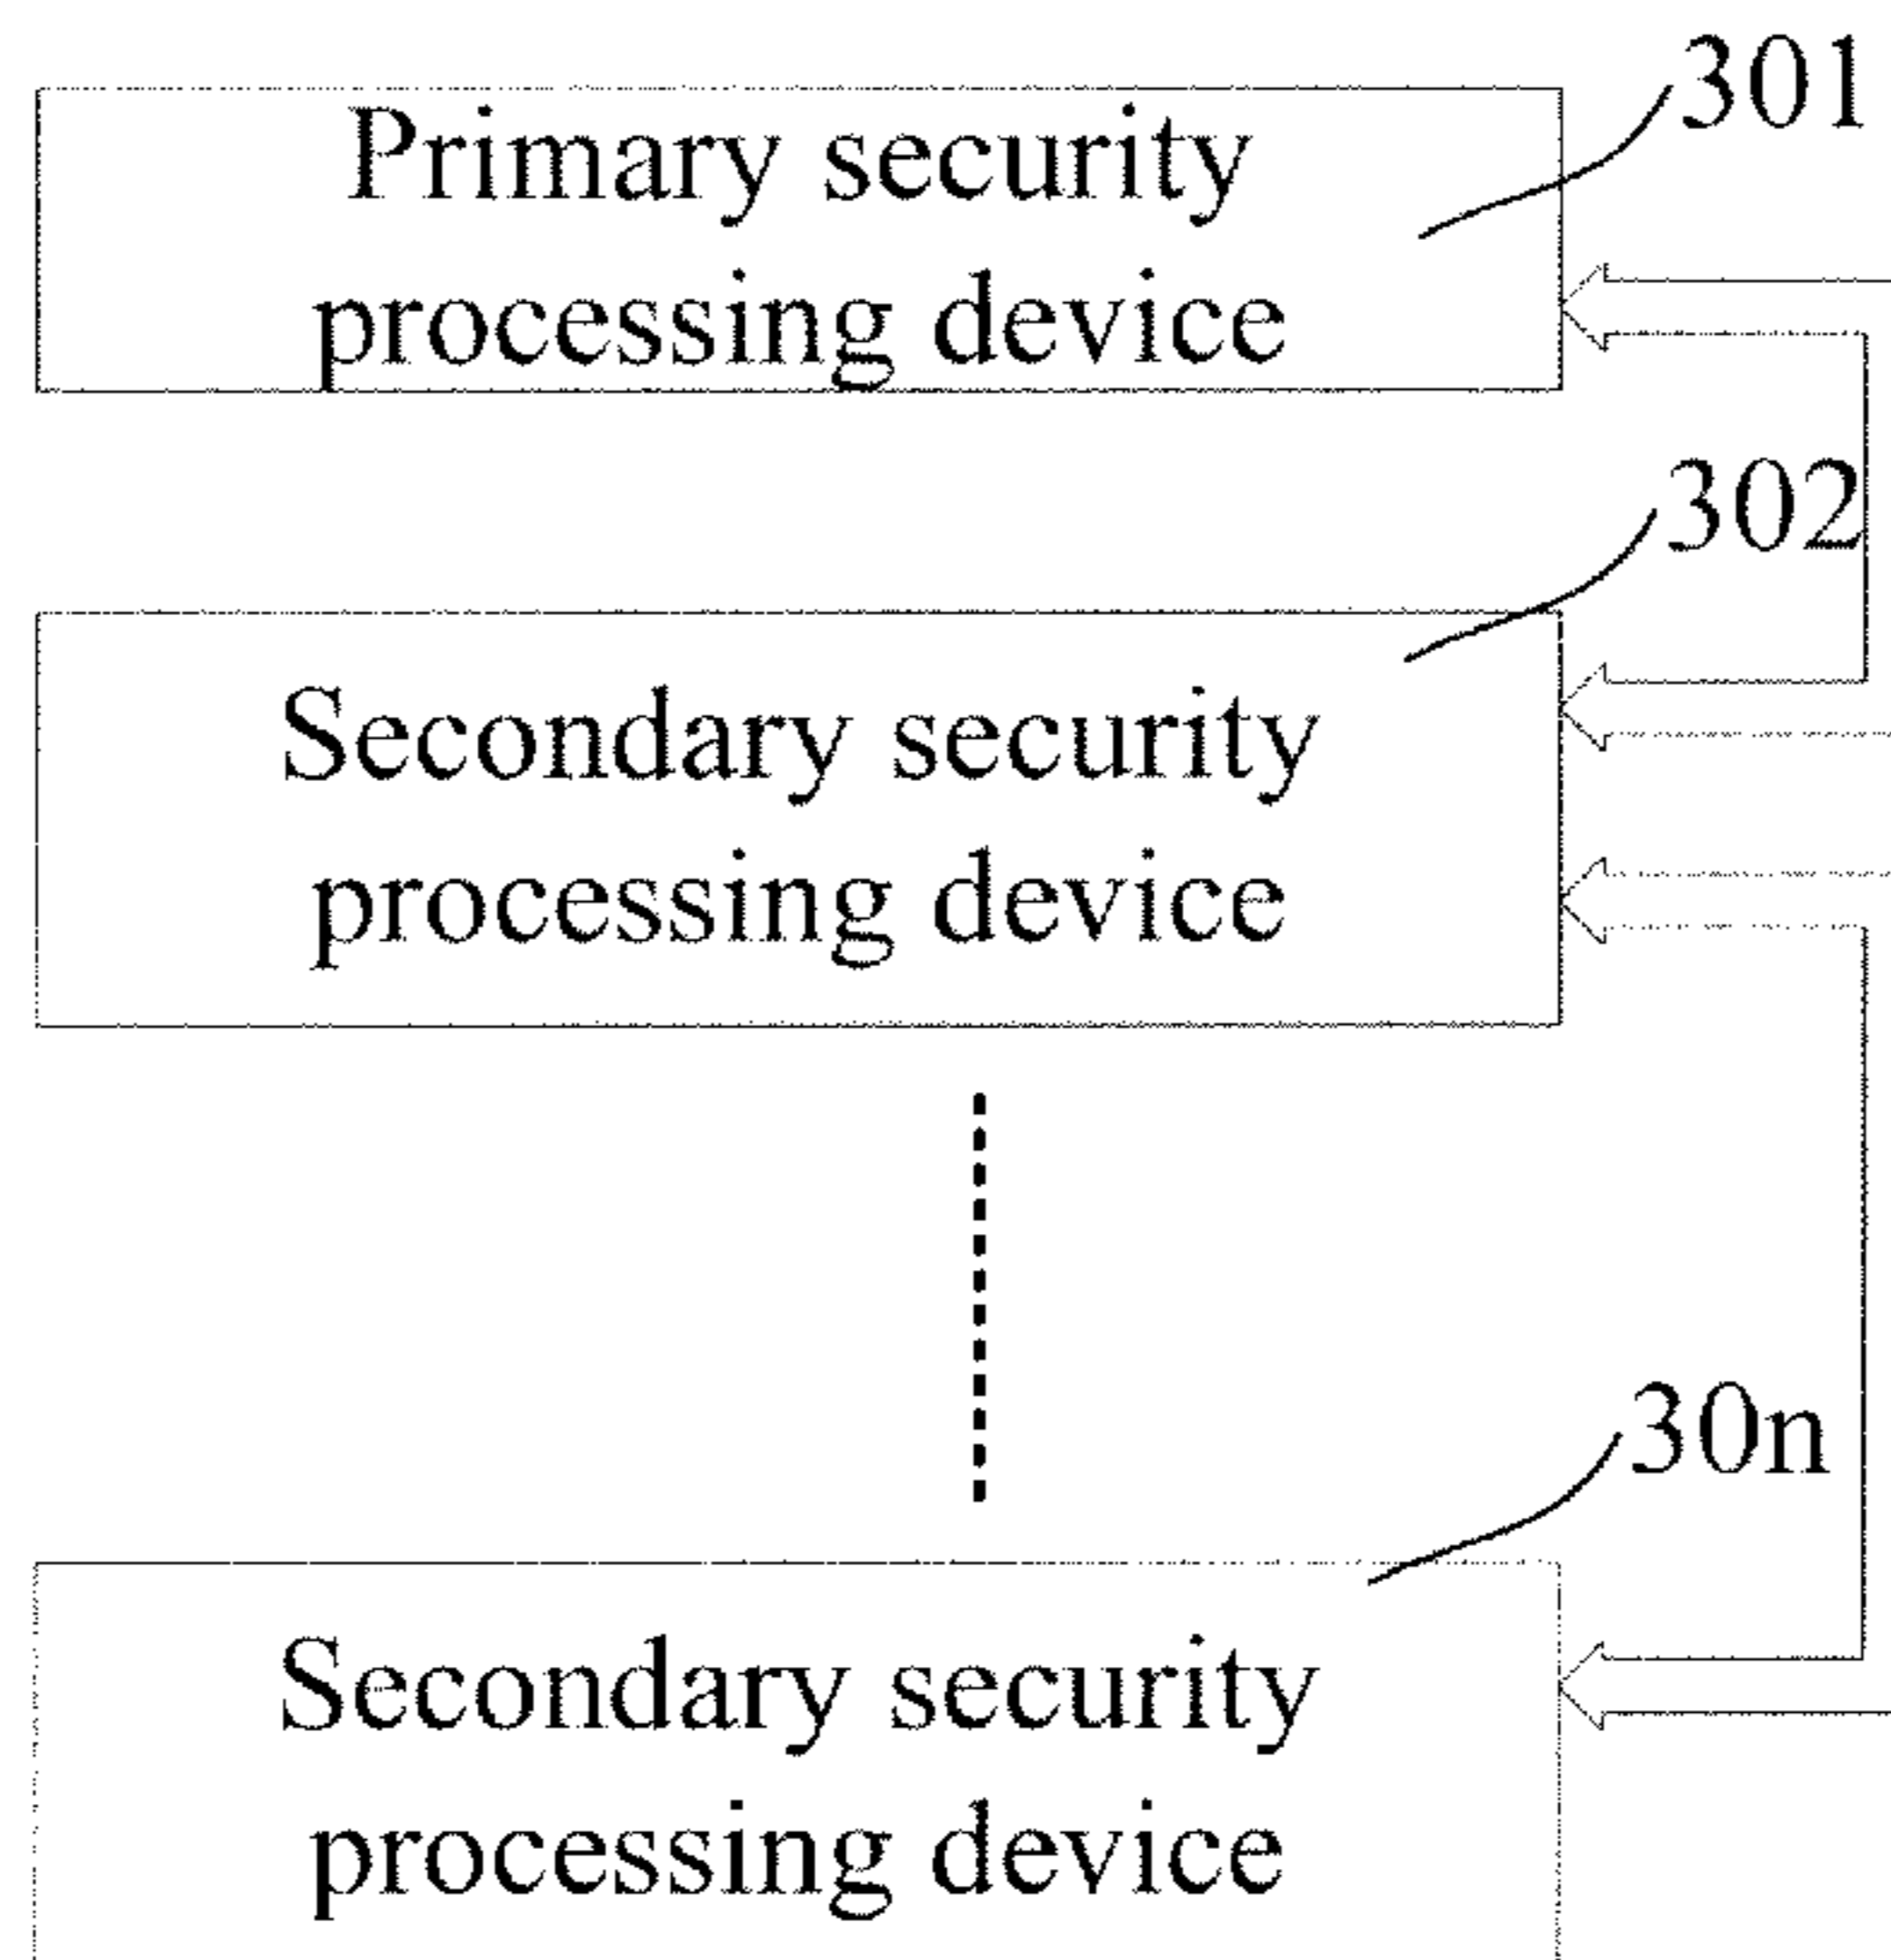 301
Primary security
processing device
302
Secondary security
processing device
30n
Secondary security
processing device